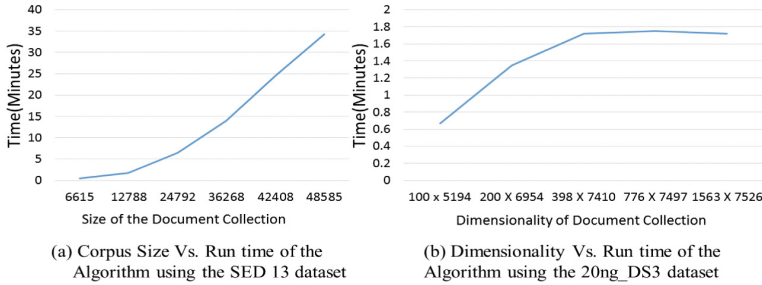 40
35
30
25
20
15
10
5
0
Time(Minutes)
6615 12788 24792 36268 42408 48585
Size of the Document Collection
(a) Corpus Size Vs. Run time of the
Algorithm using the SED 13 dataset
2
1.8
1.6
1.4
1.2
1
0.8
0.6
0.4
0.2
0
Time(Minutes)
100 x 5194 200 X 6954 398 X 7410 776 X 7497 1563 X 7526
Dimensionality of Document Collection
(b) Dimensionality Vs. Run time of the
Algorithm using the 20ng_DS3 dataset